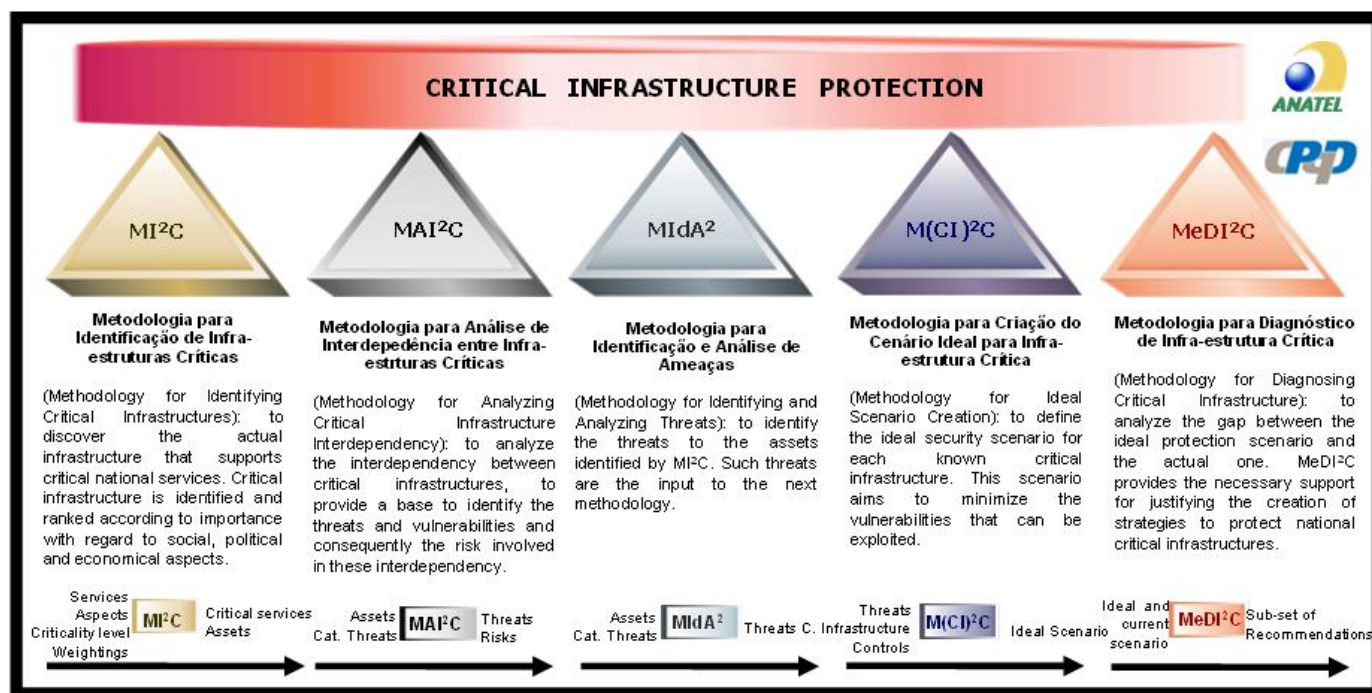 CRITICAL INFRASTRUCTURE PROTECTION
ANATEL
CPqD
MI²C
MAI²C
MIdA²
M(CI)²C
MeDI²C
Metodologia para
Identificação de Infra-
estruturas Críticas
(Methodology for Identifying
Critical Infrastructures): to
discover the actual
infrastructure that supports
critical national services. Critical
infrastructure is identified and
ranked according to importance
with regard to social, political
and economical aspects.
Metodologia para Análise de
Interdepedência entre Infra-
estrturas Críticas
(Methodology for Analyzing
Critical Infrastructure
Interdependency): to analyze
the interdependency between
critical infrastructures, to
provide a base to identify the
threats and vulnerabilities and
consequently the risk involved
in these interdependency.
Metodologia para
Identificação e Análise de
Ameaças
(Methodology for Identifying and
Analyzing Threats): to identify
the threats to the assets
identified by MI²C. Such threats
are the input to the next
methodology.
Metodologia para Criação do
Cenário Ideal para Infra-
estrutura Crítica
(Methodology for Ideal
Scenario Creation): to define
the ideal security scenario for
each known critical
infrastructure. This scenario
aims to minimize the
vulnerabilities that can be
exploited.
Metodologia para Diagnóstico
de Infra-estrutura Crítica
(Methodology for Diagnosing
Critical Infrastructure): to
analyze the gap between the
ideal protection scenario and
the actual one. MeDI²C
provides the necessary support
for justifying the creation of
strategies to protect national
critical infrastructures.
Services
Aspects
Criticality level
Weightings
MI²C
Critical services
Assets
Assets
Cat. Threats
MAI²C
Threats
Risks
Assets
Cat. Threats
MIdA²
Threats
Threats
C. Infrastructure
Controls
M(CI)²C
Ideal Scenario
Ideal and
current
scenario
MeDI²C
Sub-set of
Recommendations